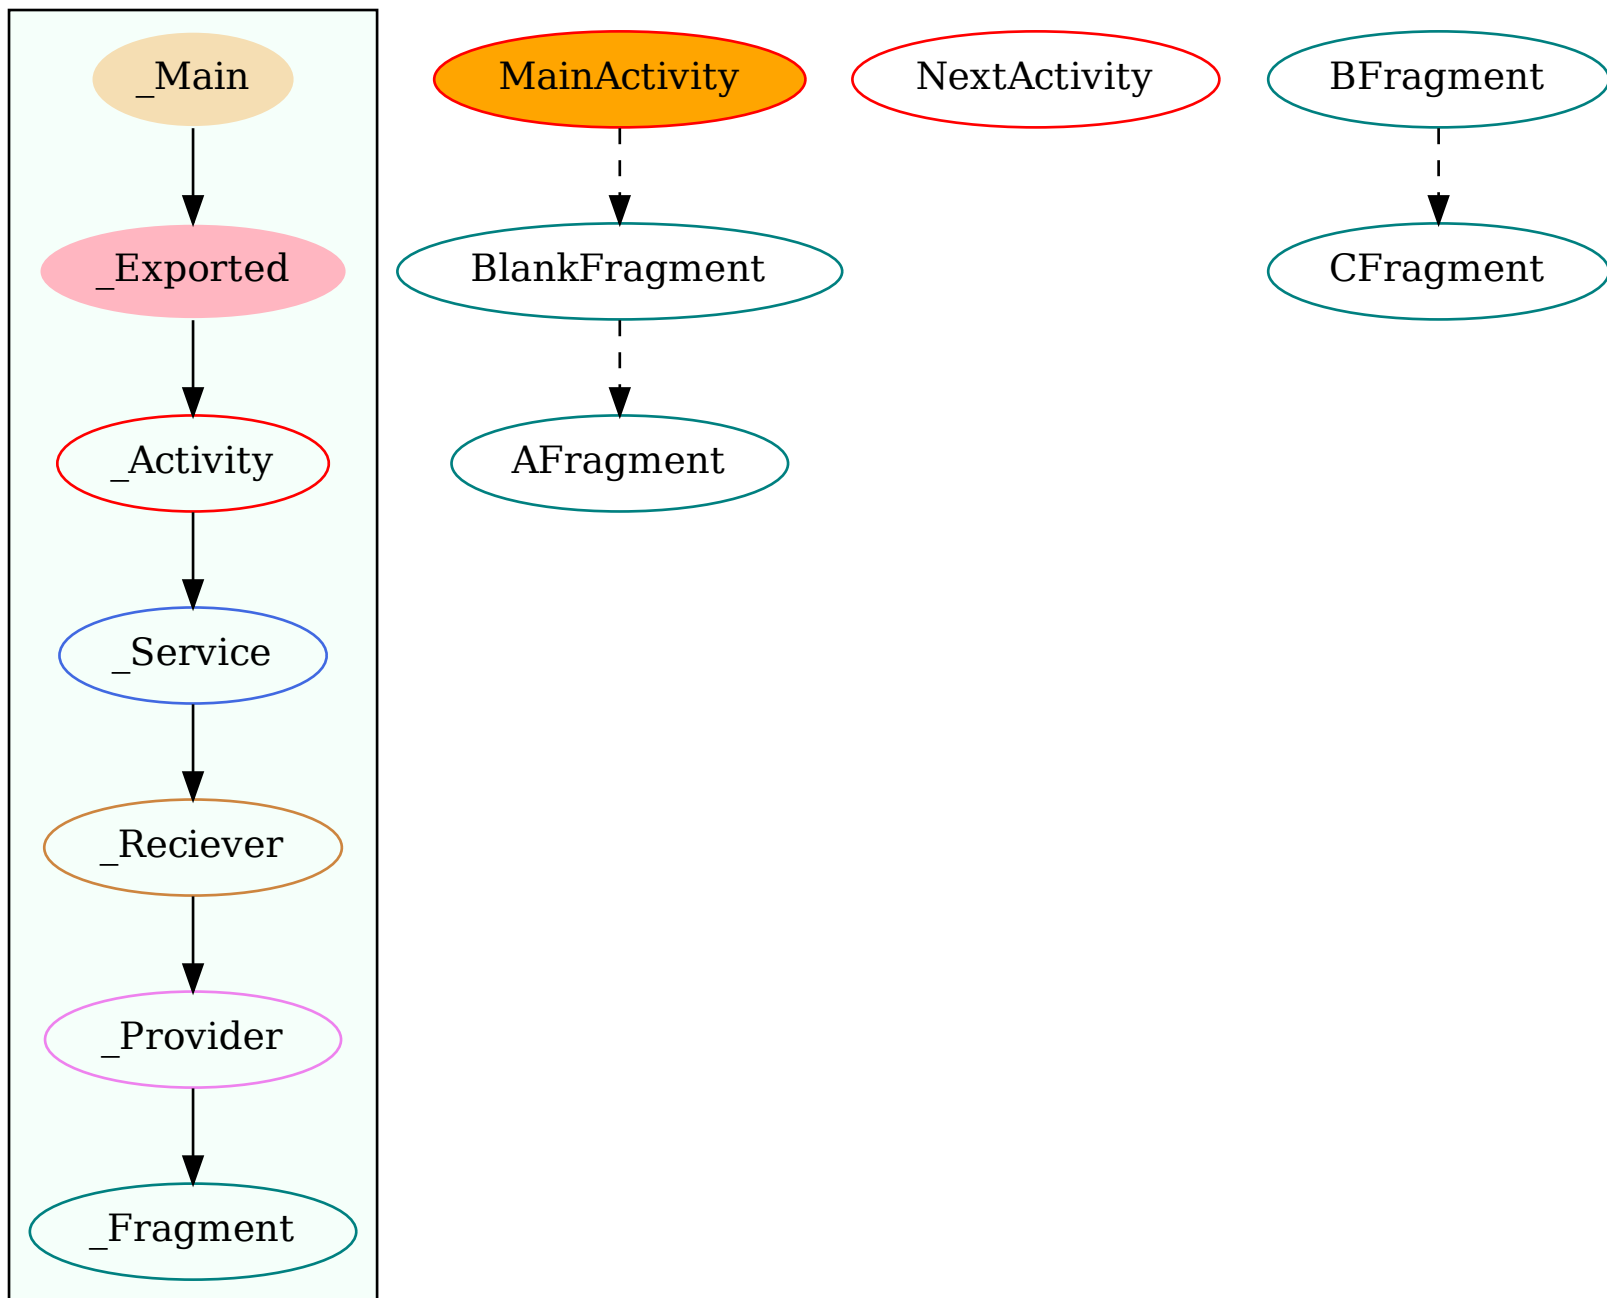 _Main
_Exported
_Activity
_Service
_Reciever
_Provider
_Fragment
MainActivity
BlankFragment
AFragment
NextActivity
BFragment
CFragment